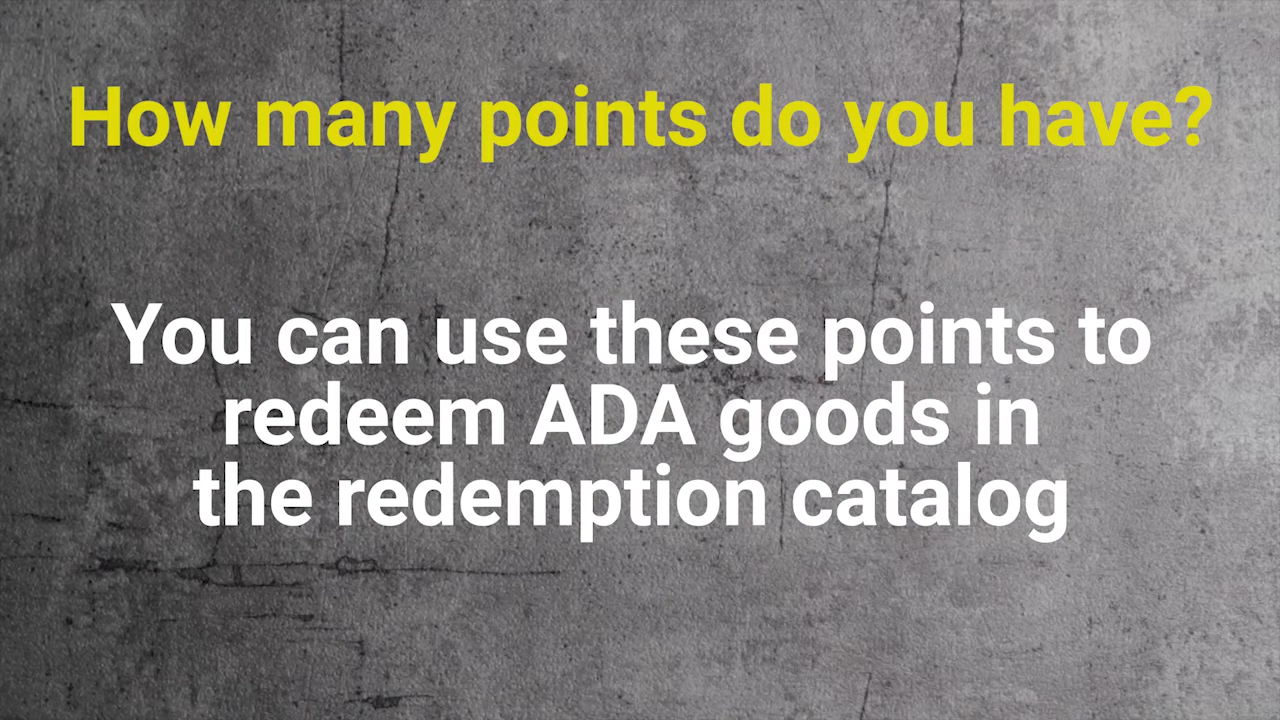 How many points do you have?
You can use these points to
redeem ADA goods in
the redemption catalog